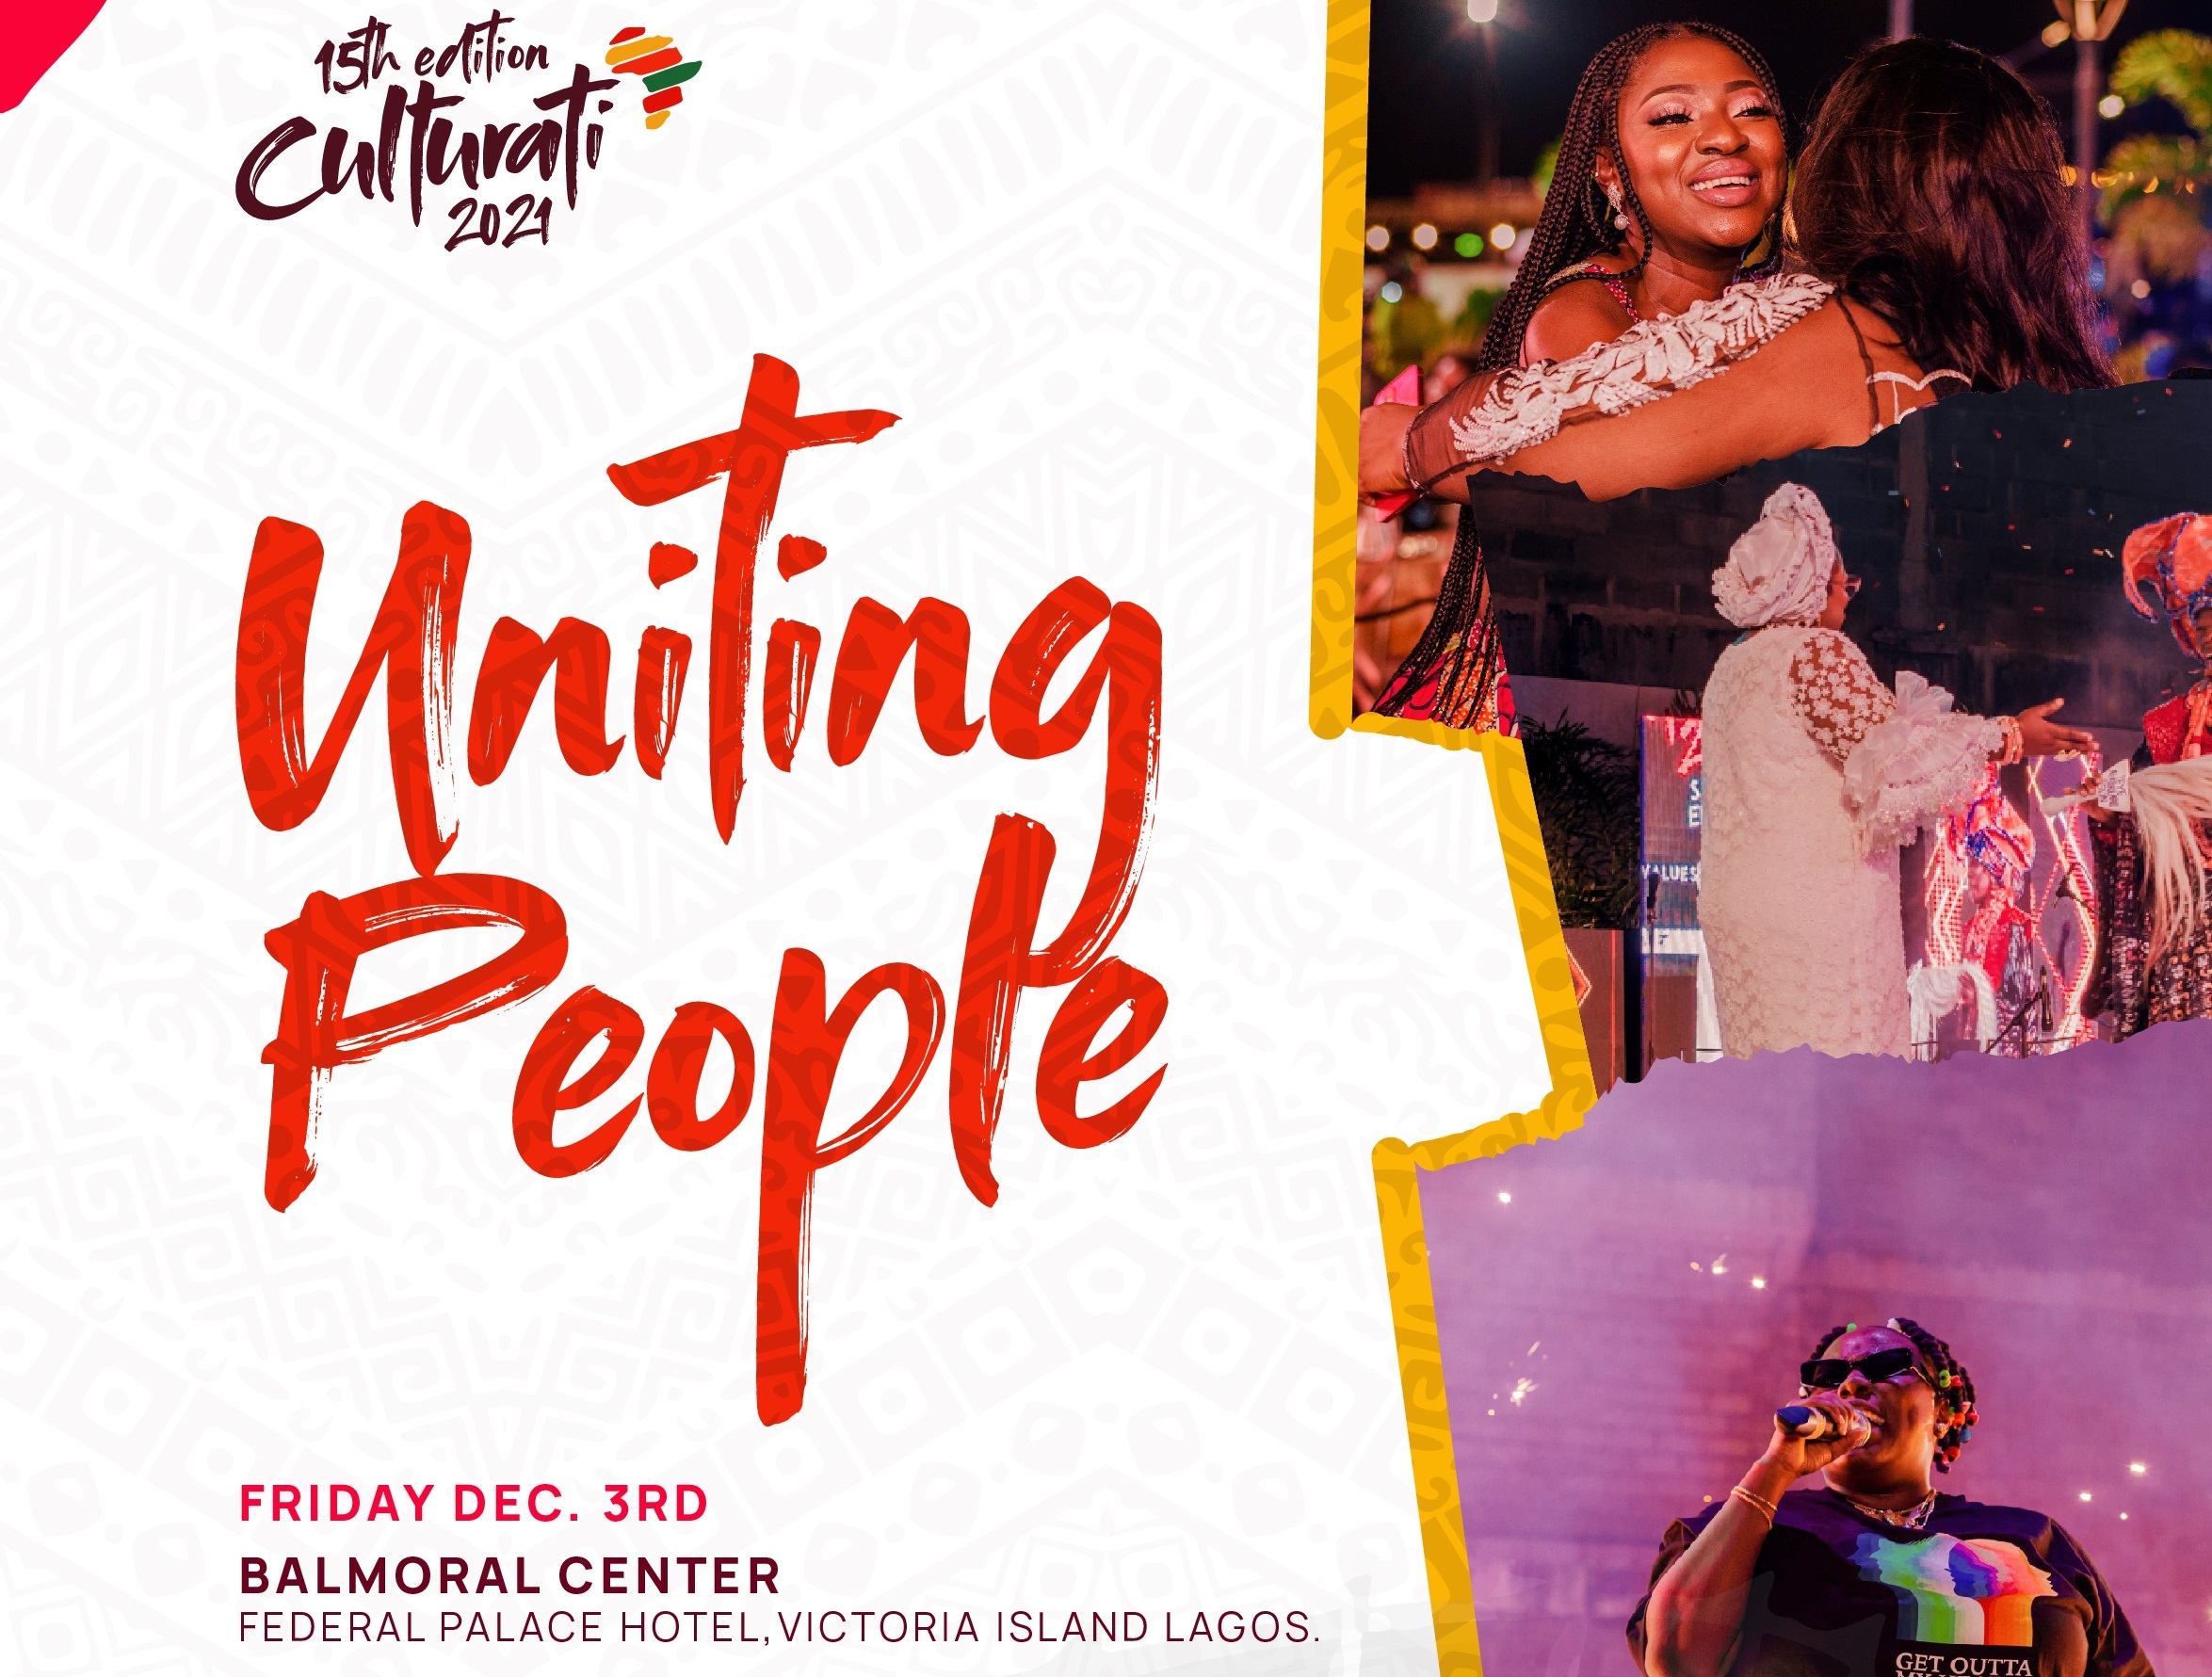 15th edition
Culturati
2021
Uniting
People
FRIDAY DEC. 3RD
BALMORAL CENTER
FEDERAL PALACE HOTEL, VICTORIA ISLAND LAGOS.
VALUES
GET OUTTA